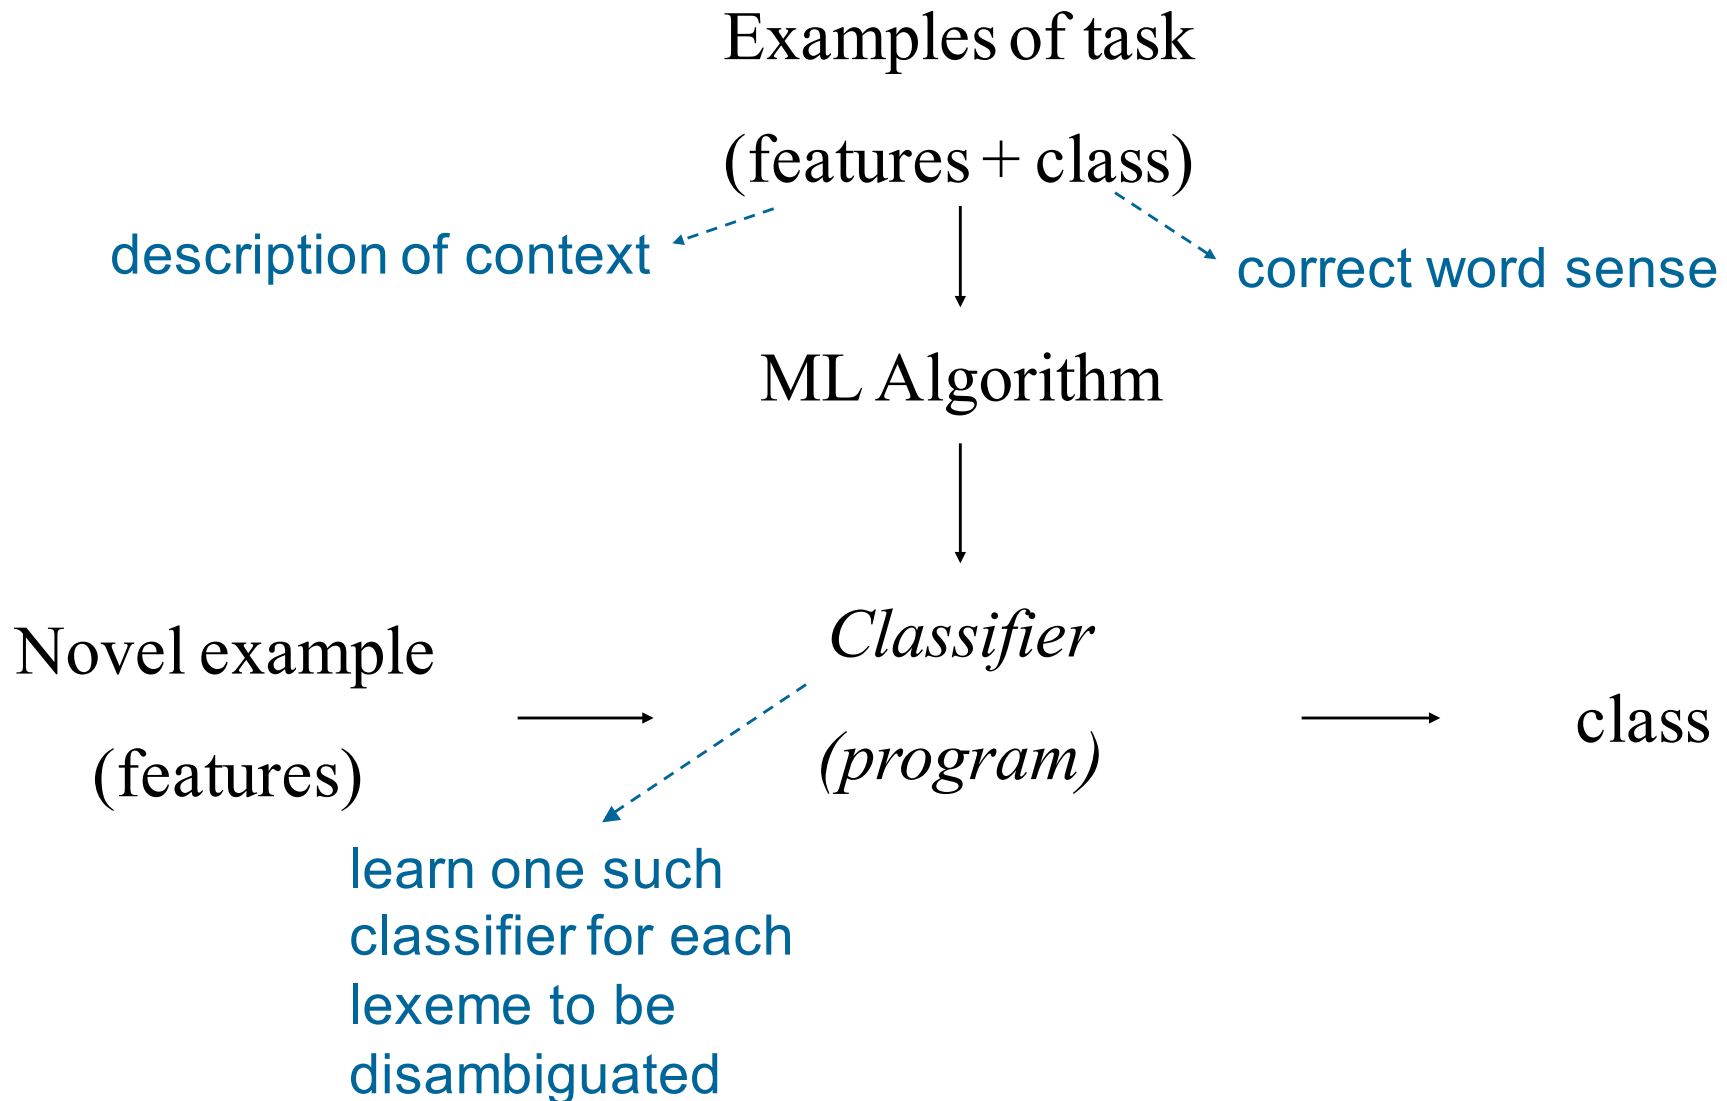 Examples of task
(features + class)
description of context
correct word sense
ML Algorithm
Novel example
(features)
Classifier
(program)
class
learn one such
classifier for each
lexeme to be
disambiguated